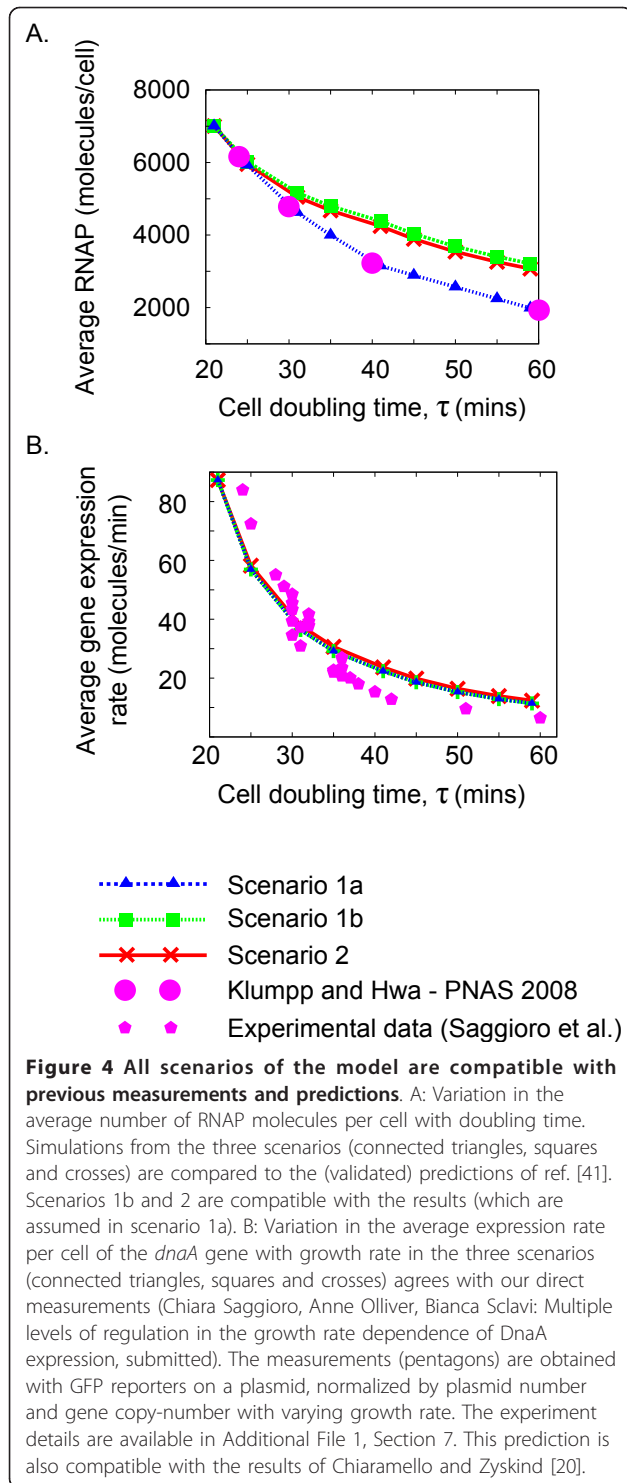 A.
Average RNAP (molecules/cell)
8000
6000
4000
2000
20 30 40 50 60
Cell doubling time, τ (mins)
B.
Average gene expression
rate (molecules/min)
80
60
40
20
20 30 40 50 60
Cell doubling time, τ (mins)
Scenario 1a
Scenario 1b
Scenario 2
Klumpp and Hwa - PNAS 2008
Experimental data (Saggioro et al.)
Figure 4 All scenarios of the model are compatible with
previous measurements and predictions. A: Variation in the
average number of RNAP molecules per cell with doubling time.
Simulations from the three scenarios (connected triangles, squares
and crosses) are compared to the (validated) predictions of ref. [41].
Scenarios 1b and 2 are compatible with the results (which are
assumed in scenario 1a). B: Variation in the average expression rate
per cell of the dnaA gene with growth rate in the three scenarios
(connected triangles, squares and crosses) agrees with our direct
measurements (Chiara Saggioro, Anne Olliver, Bianca Sclavi: Multiple
levels of regulation in the growth rate dependence of DnaA
expression, submitted). The measurements (pentagons) are obtained
with GFP reporters on a plasmid, normalized by plasmid number
and gene copy-number with varying growth rate. The experiment
details are available in Additional File 1, Section 7. This prediction is
also compatible with the results of Chiaramello and Zyskind [20].